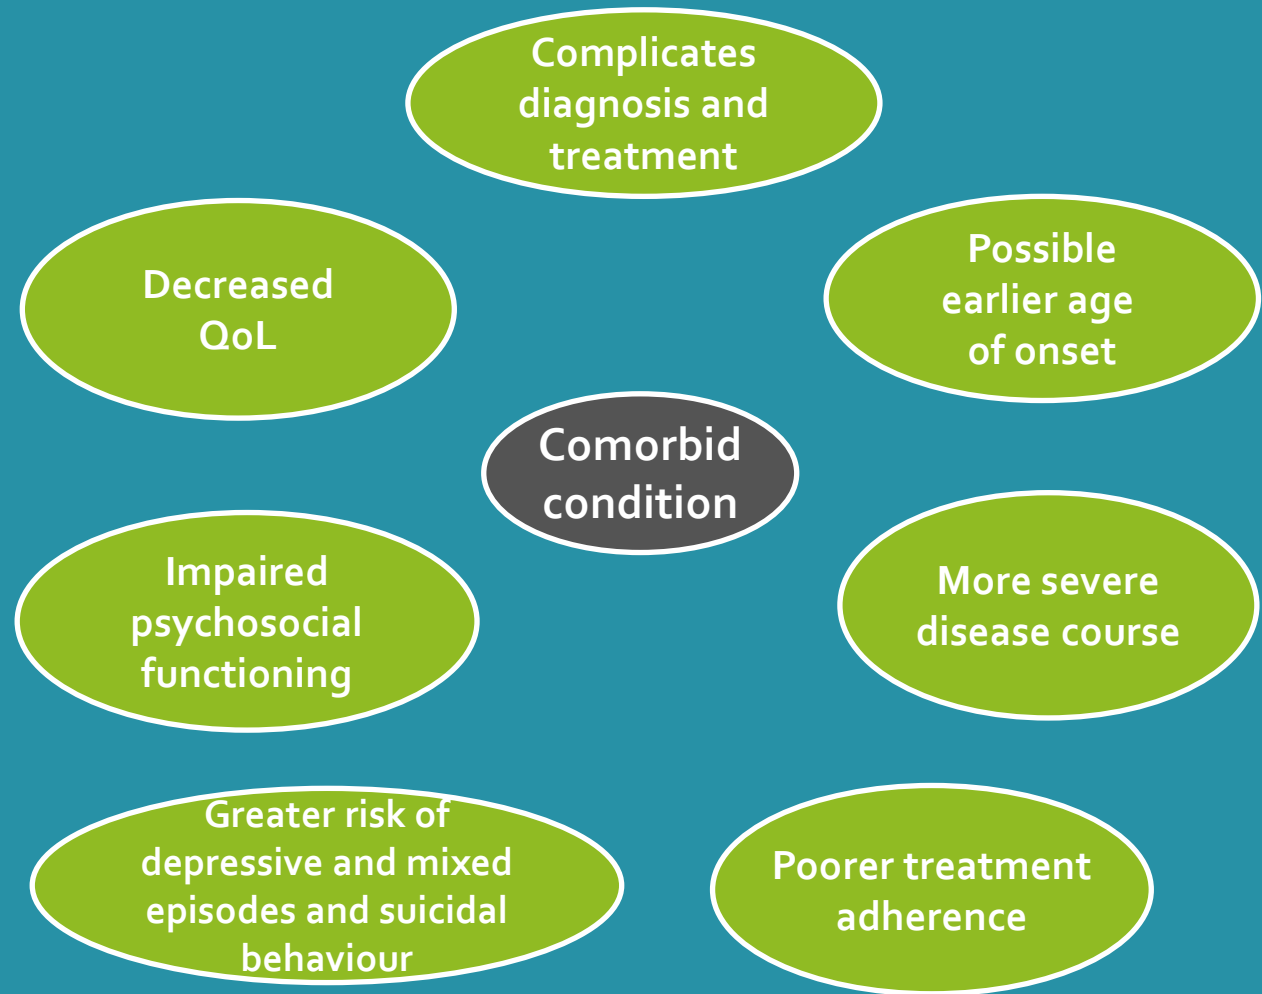 Complicates
diagnosis and
treatment
Decreased
QoL
Possible
earlier age
of onset
Comorbid
condition
Impaired
psychosocial
functioning
More severe
disease course
Greater risk of
depressive and mixed
episodes and suicidal
behaviour
Poorer treatment
adherence